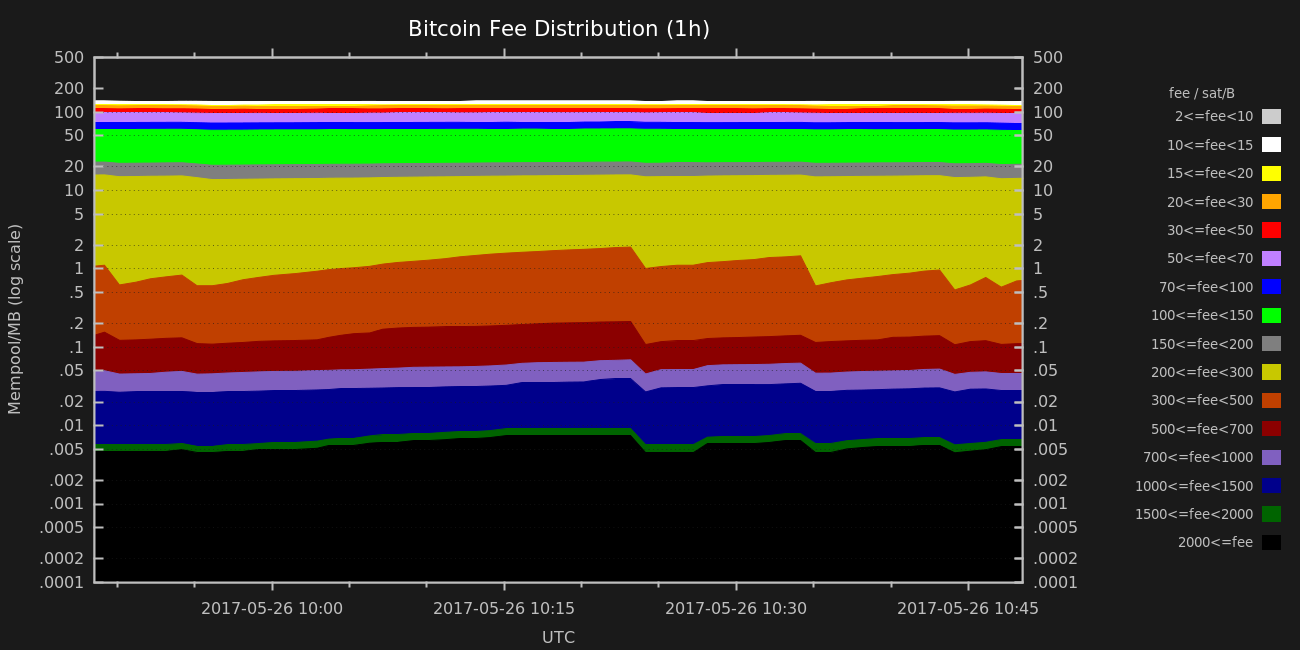 Bitcoin Fee Distribution (1h)
Mempool/MB (log scale)
500
200
100
50
20
10
5
2
1
.5
.2
.1
.05
.02
.01
.005
.002
.001
.0005
.0002
.0001
500
200
100
50
20
10
5
2
1
.5
.2
.1
.05
.02
.01
.005
.002
.001
.0005
.0002
.0001
2017-05-26 10:00 2017-05-26 10:15 2017-05-26 10:30 2017-05-26 10:45
UTC
fee / sat/B
2<=fee<10
10<=fee<15
15<=fee<20
20<=fee<30
30<=fee<50
50<=fee<70
70<=fee<100
100<=fee<150
150<=fee<200
200<=fee<300
300<=fee<500
500<=fee<700
700<=fee<1000
1000<=fee<1500
1500<=fee<2000
2000<=fee